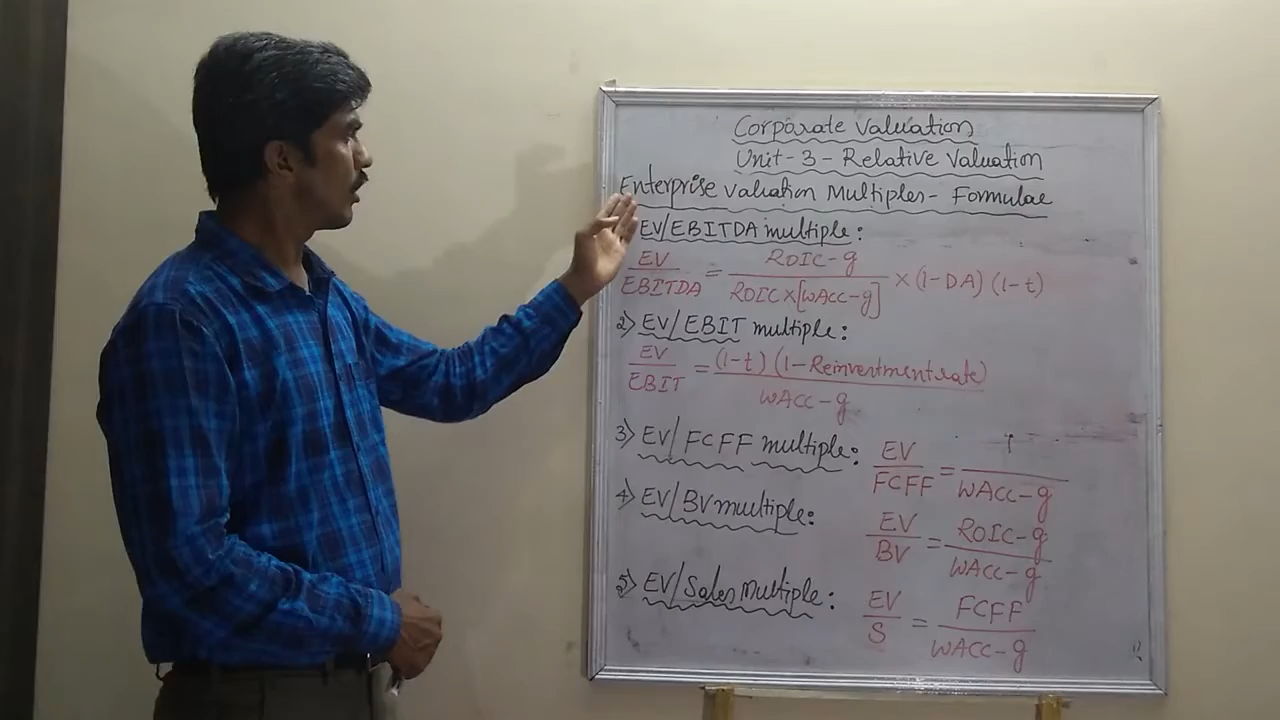 Corporate Valuation
Unit-3-Relative Valuation
Enterprise Valuation Multiples- Formulae
EV/EBITDA multiple:
EV/EBITDA = ROIC-g/ROIC×[WACC-g] × (1-DA) (1-t)
2) EV/EBIT multiple:
EV/EBIT = (1-t) (1-Reinvestment rate)/WACC-g
3) EV/FCFF multiple: EV/FCFF = 1/WACC-g
4) EV/BV multiple: EV/BV = ROIC-g/WACC-g
5) EV/Sales Multiple: EV/S = FCFF/WACC-g